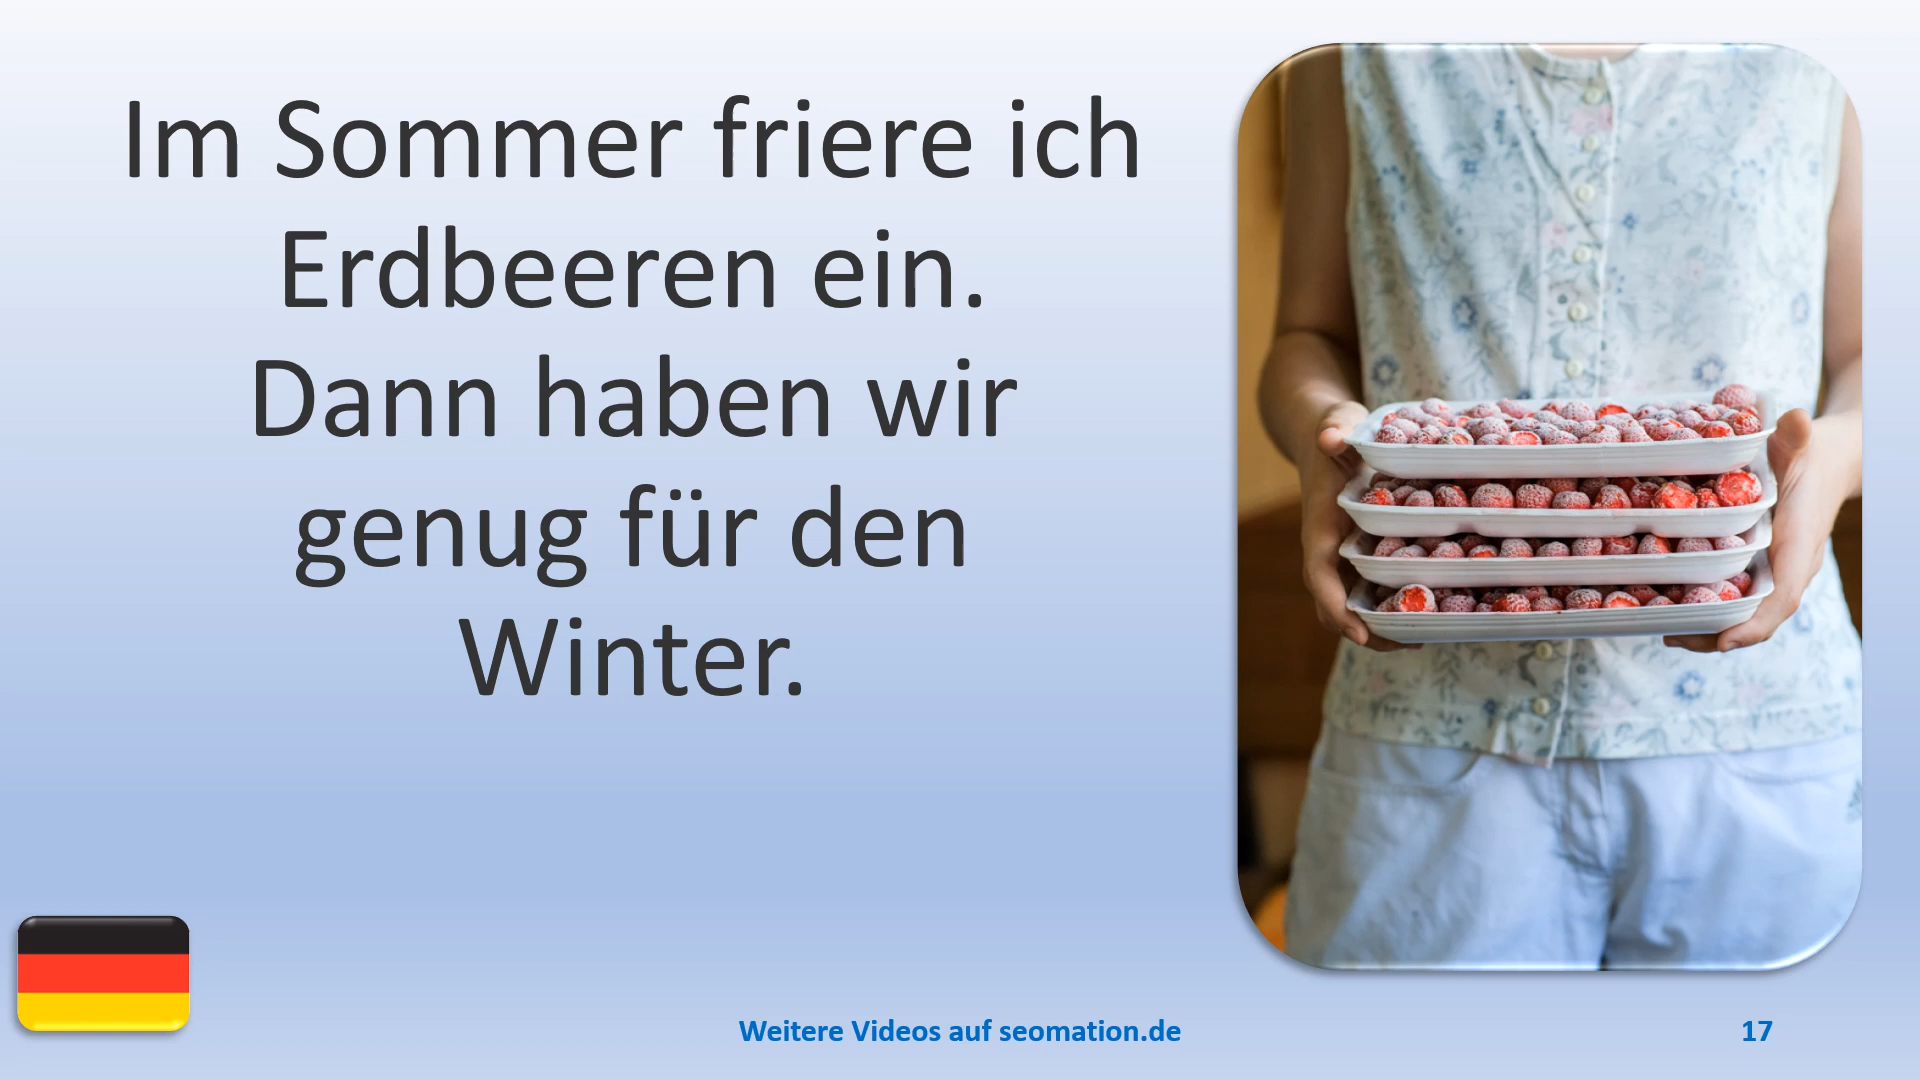 Im Sommer friere ich
Erdbeeren ein.
Dann haben wir
genug für den
Winter.
Weitere Videos auf seomation.de
17